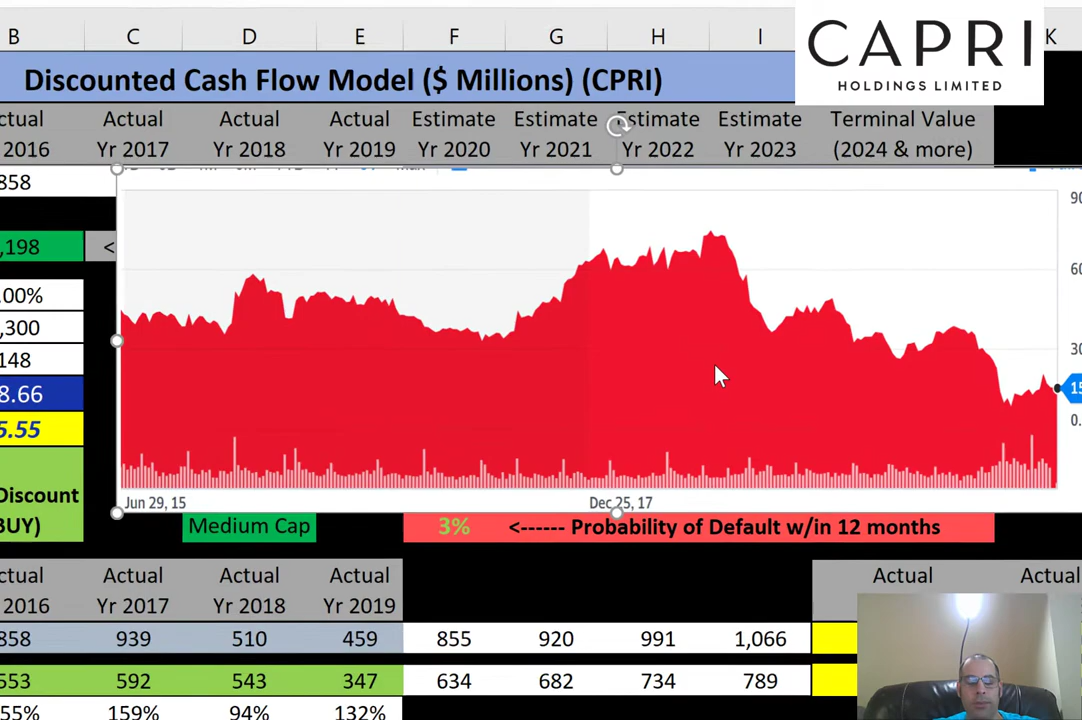 B C D E F G H I K
CAPRI
HOLDINGS LIMITED
Discounted Cash Flow Model ($ Millions) (CPRI)
ctual Actual Actual Actual Estimate Estimate Estimate Estimate Terminal Value
2016 Yr 2017 Yr 2018 Yr 2019 Yr 2020 Yr 2021 Yr 2022 Yr 2023 (2024 & more)
858
90
,198 <
60
.00%
,300
30
148
8.66 15
0.
5.55
Discount
BUY)
Jun 29, 15 Dec 25, 17
Medium Cap 3% <------ Probability of Default w/in 12 months
ctual Actual Actual Actual Actual Actual
2016 Yr 2017 Yr 2018 Yr 2019
858 939 510 459 855 920 991 1,066
553 592 543 347 634 682 734 789
55% 159% 94% 132%